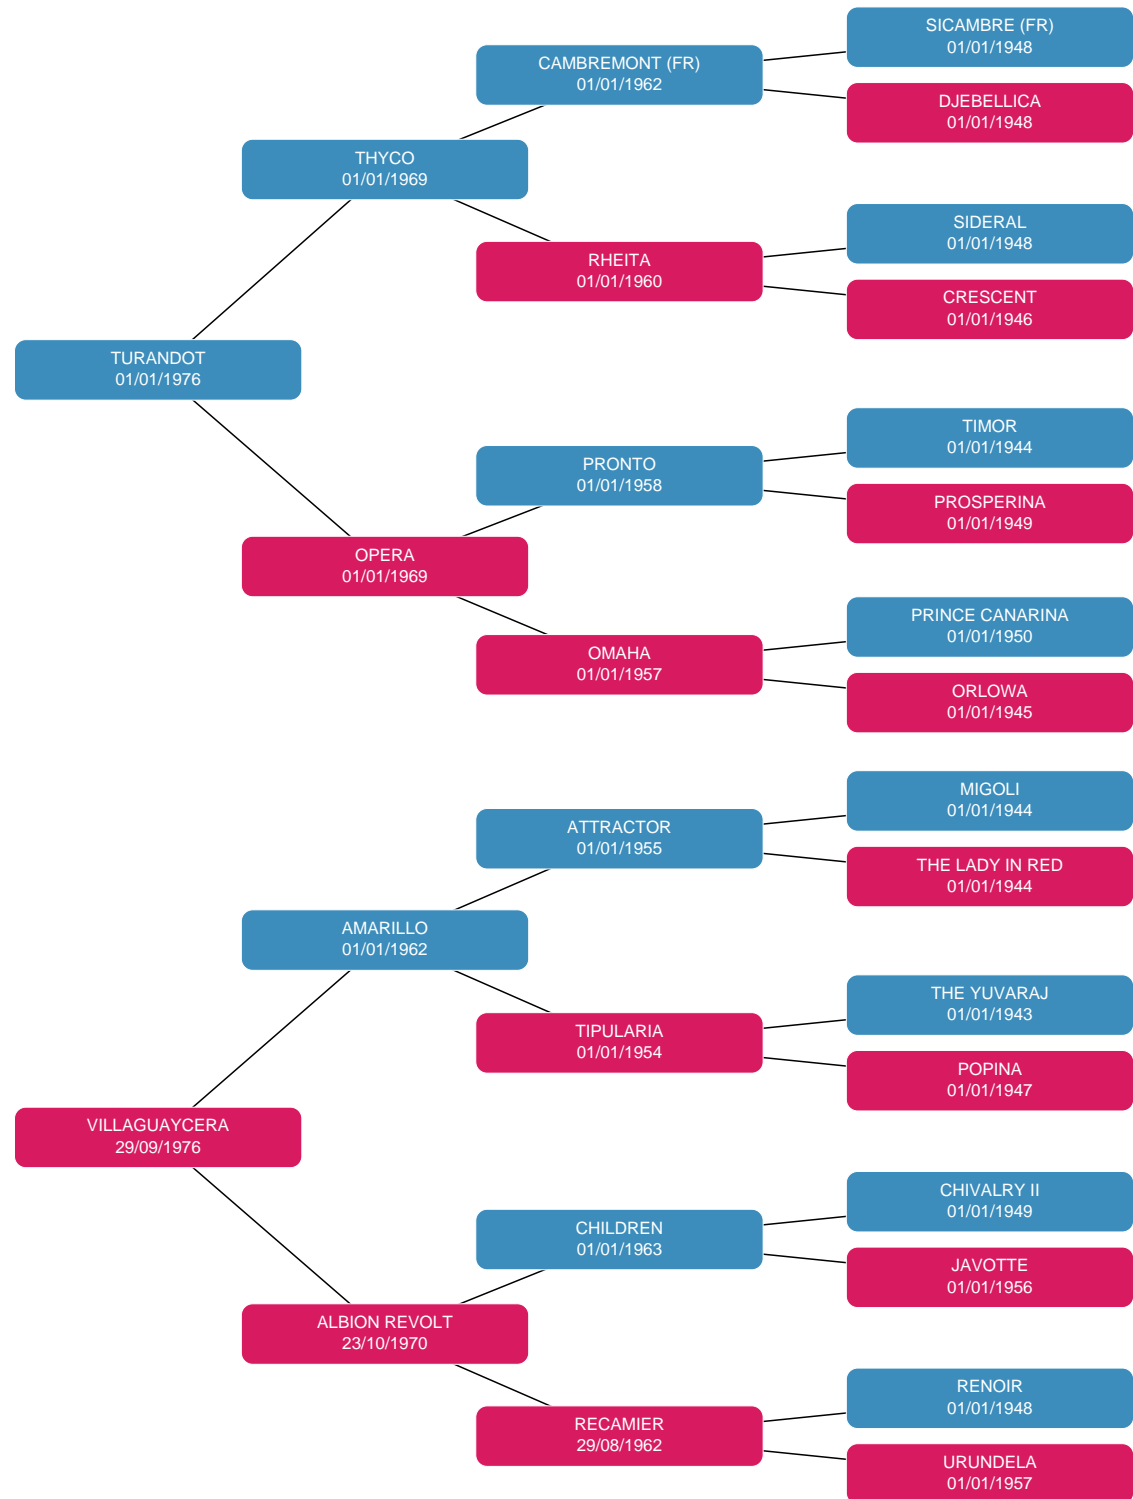 SICAMBRE (FR)
01/01/1948
CAMBREMONT (FR)
01/01/1962
DJEBELLICA
01/01/1948
THYCO
01/01/1969
SIDERAL
01/01/1948
RHEITA
01/01/1960
CRESCENT
01/01/1946
TURANDOT
01/01/1976
TIMOR
01/01/1944
PRONTO
01/01/1958
PROSPERINA
01/01/1949
OPERA
01/01/1969
PRINCE CANARINA
01/01/1950
OMAHA
01/01/1957
ORLOWA
01/01/1945
MIGOLI
01/01/1944
ATTRACTOR
01/01/1955
THE LADY IN RED
01/01/1944
AMARILLO
01/01/1962
THE YUVARAJ
01/01/1943
TIPULARIA
01/01/1954
POPINA
01/01/1947
VILLAGUAYCERA
29/09/1976
CHIVALRY II
01/01/1949
CHILDREN
01/01/1963
JAVOTTE
01/01/1956
ALBION REVOLT
23/10/1970
RENOIR
01/01/1948
RECAMIER
29/08/1962
URUNDELA
01/01/1957